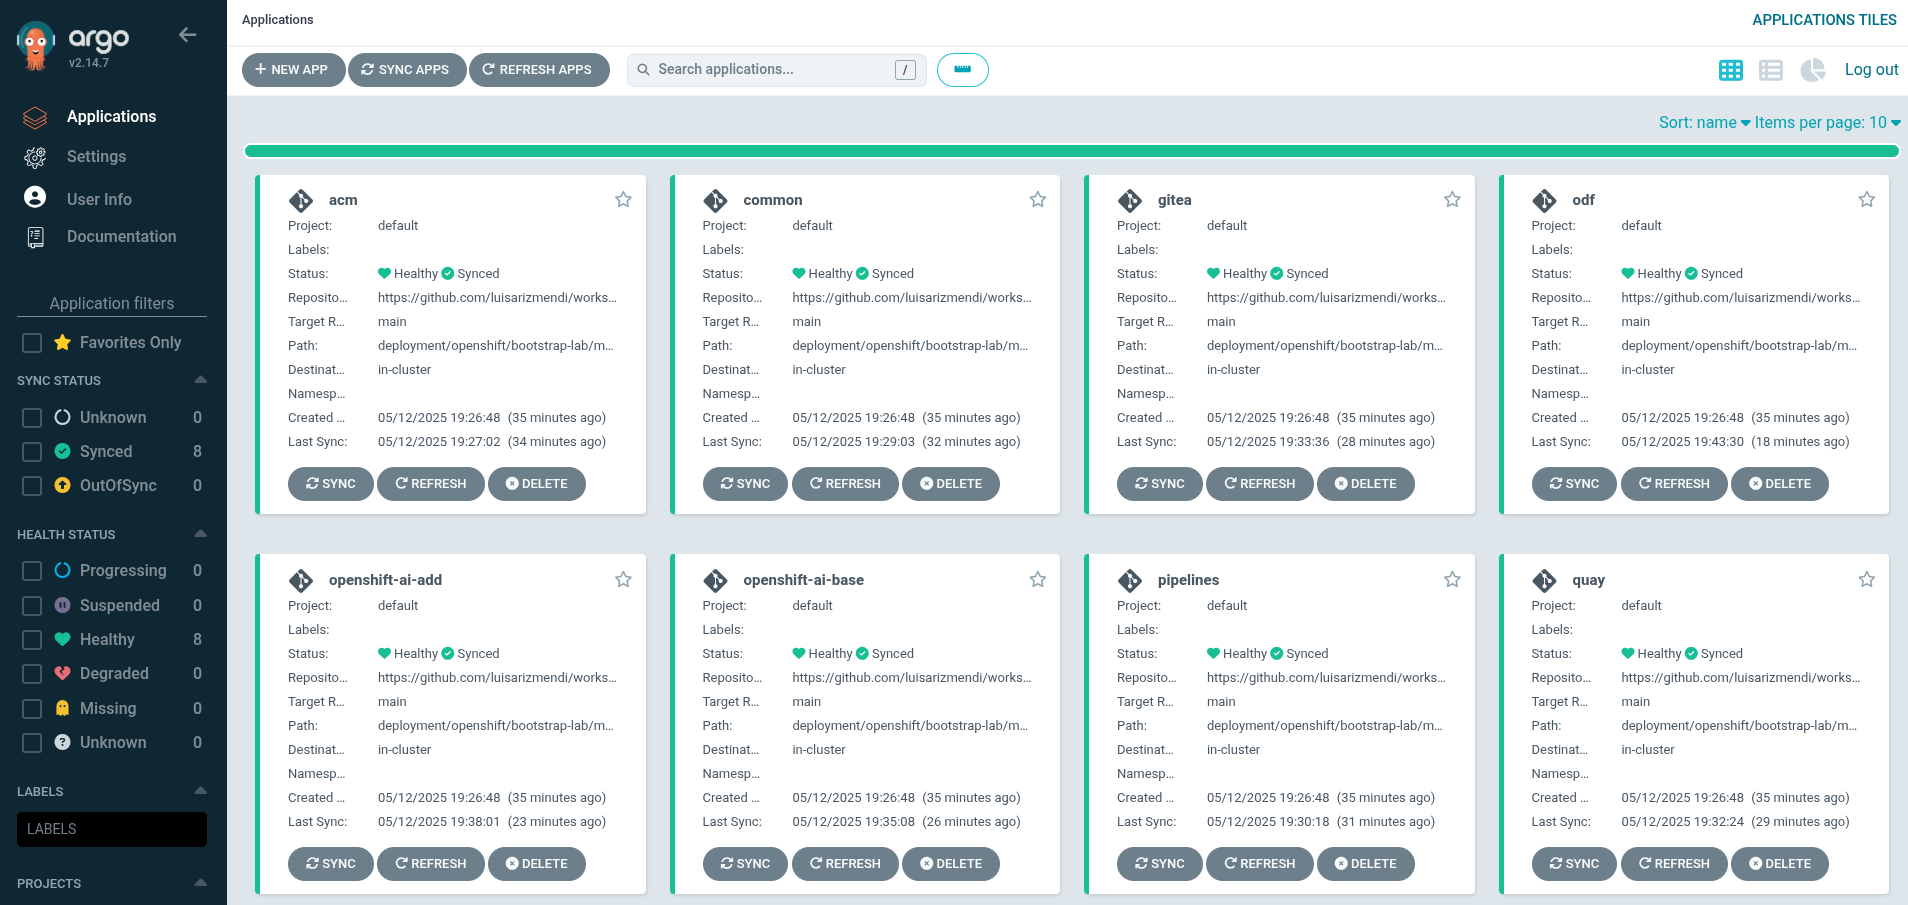 argo
v2.14.7
Applications
Settings
User Info
Documentation
Application filters
Favorites Only
SYNC STATUS
Unknown 0
Synced 8
OutOfSync 0
HEALTH STATUS
Progressing 0
Suspended 0
Healthy 8
Degraded 0
Missing 0
Unknown 0
LABELS
LABELS
PROJECTS
Applications
APPLICATIONS TILES
NEW APP SYNC APPS REFRESH APPS Search applications... / Log out
Sort: name Items per page: 10
acm
Project: default
Labels:
Status: Healthy Synced
Reposito... https://github.com/luisarizmendi/works...
Target R... main
Path: deployment/openshift/bootstrap-lab/m...
Destinat... in-cluster
Namesp...
Created ... 05/12/2025 19:26:48 (35 minutes ago)
Last Sync: 05/12/2025 19:27:02 (34 minutes ago)
SYNC REFRESH DELETE
common
Project: default
Labels:
Status: Healthy Synced
Reposito... https://github.com/luisarizmendi/works...
Target R... main
Path: deployment/openshift/bootstrap-lab/m...
Destinat... in-cluster
Namesp...
Created ... 05/12/2025 19:26:48 (35 minutes ago)
Last Sync: 05/12/2025 19:29:03 (32 minutes ago)
SYNC REFRESH DELETE
gitea
Project: default
Labels:
Status: Healthy Synced
Reposito... https://github.com/luisarizmendi/works...
Target R... main
Path: deployment/openshift/bootstrap-lab/m...
Destinat... in-cluster
Namesp...
Created ... 05/12/2025 19:26:48 (35 minutes ago)
Last Sync: 05/12/2025 19:33:36 (28 minutes ago)
SYNC REFRESH DELETE
odf
Project: default
Labels:
Status: Healthy Synced
Reposito... https://github.com/luisarizmendi/works...
Target R... main
Path: deployment/openshift/bootstrap-lab/m...
Destinat... in-cluster
Namesp...
Created ... 05/12/2025 19:26:48 (35 minutes ago)
Last Sync: 05/12/2025 19:43:30 (18 minutes ago)
SYNC REFRESH DELETE
openshift-ai-add
Project: default
Labels:
Status: Healthy Synced
Reposito... https://github.com/luisarizmendi/works...
Target R... main
Path: deployment/openshift/bootstrap-lab/m...
Destinat... in-cluster
Namesp...
Created ... 05/12/2025 19:26:48 (35 minutes ago)
Last Sync: 05/12/2025 19:38:01 (23 minutes ago)
SYNC REFRESH DELETE
openshift-ai-base
Project: default
Labels:
Status: Healthy Synced
Reposito... https://github.com/luisarizmendi/works...
Target R... main
Path: deployment/openshift/bootstrap-lab/m...
Destinat... in-cluster
Namesp...
Created ... 05/12/2025 19:26:48 (35 minutes ago)
Last Sync: 05/12/2025 19:35:08 (26 minutes ago)
SYNC REFRESH DELETE
pipelines
Project: default
Labels:
Status: Healthy Synced
Reposito... https://github.com/luisarizmendi/works...
Target R... main
Path: deployment/openshift/bootstrap-lab/m...
Destinat... in-cluster
Namesp...
Created ... 05/12/2025 19:26:48 (35 minutes ago)
Last Sync: 05/12/2025 19:30:18 (31 minutes ago)
SYNC REFRESH DELETE
quay
Project: default
Labels:
Status: Healthy Synced
Reposito... https://github.com/luisarizmendi/works...
Target R... main
Path: deployment/openshift/bootstrap-lab/m...
Destinat... in-cluster
Namesp...
Created ... 05/12/2025 19:26:48 (35 minutes ago)
Last Sync: 05/12/2025 19:32:24 (29 minutes ago)
SYNC REFRESH DELETE